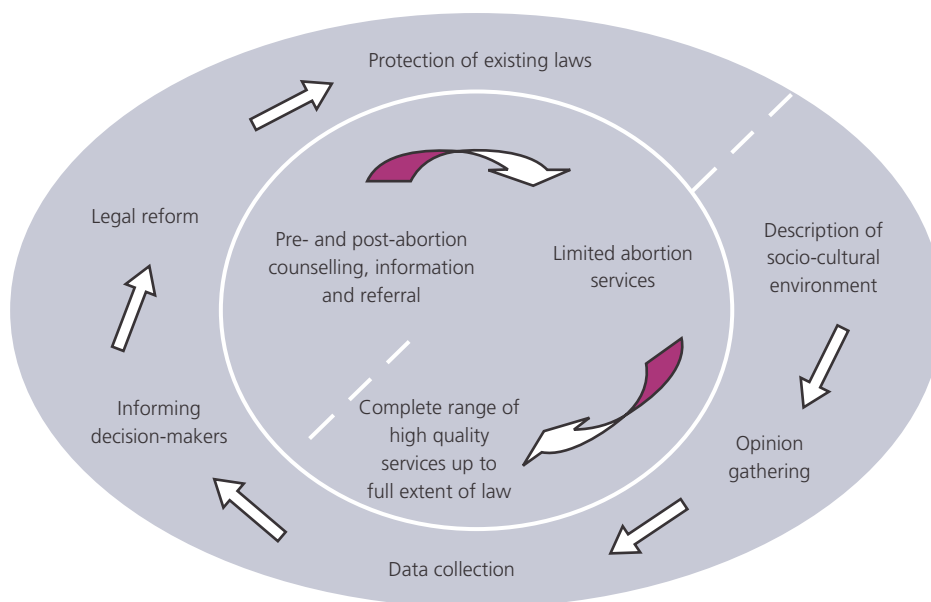 Protection of existing laws
Legal reform
Pre- and post-abortion
counselling, information
and referral
Limited abortion
services
Description of
socio-cultural
environment
Informing
decision-makers
Complete range of
high quality
services up to
full extent of law
Opinion
gathering
Data collection